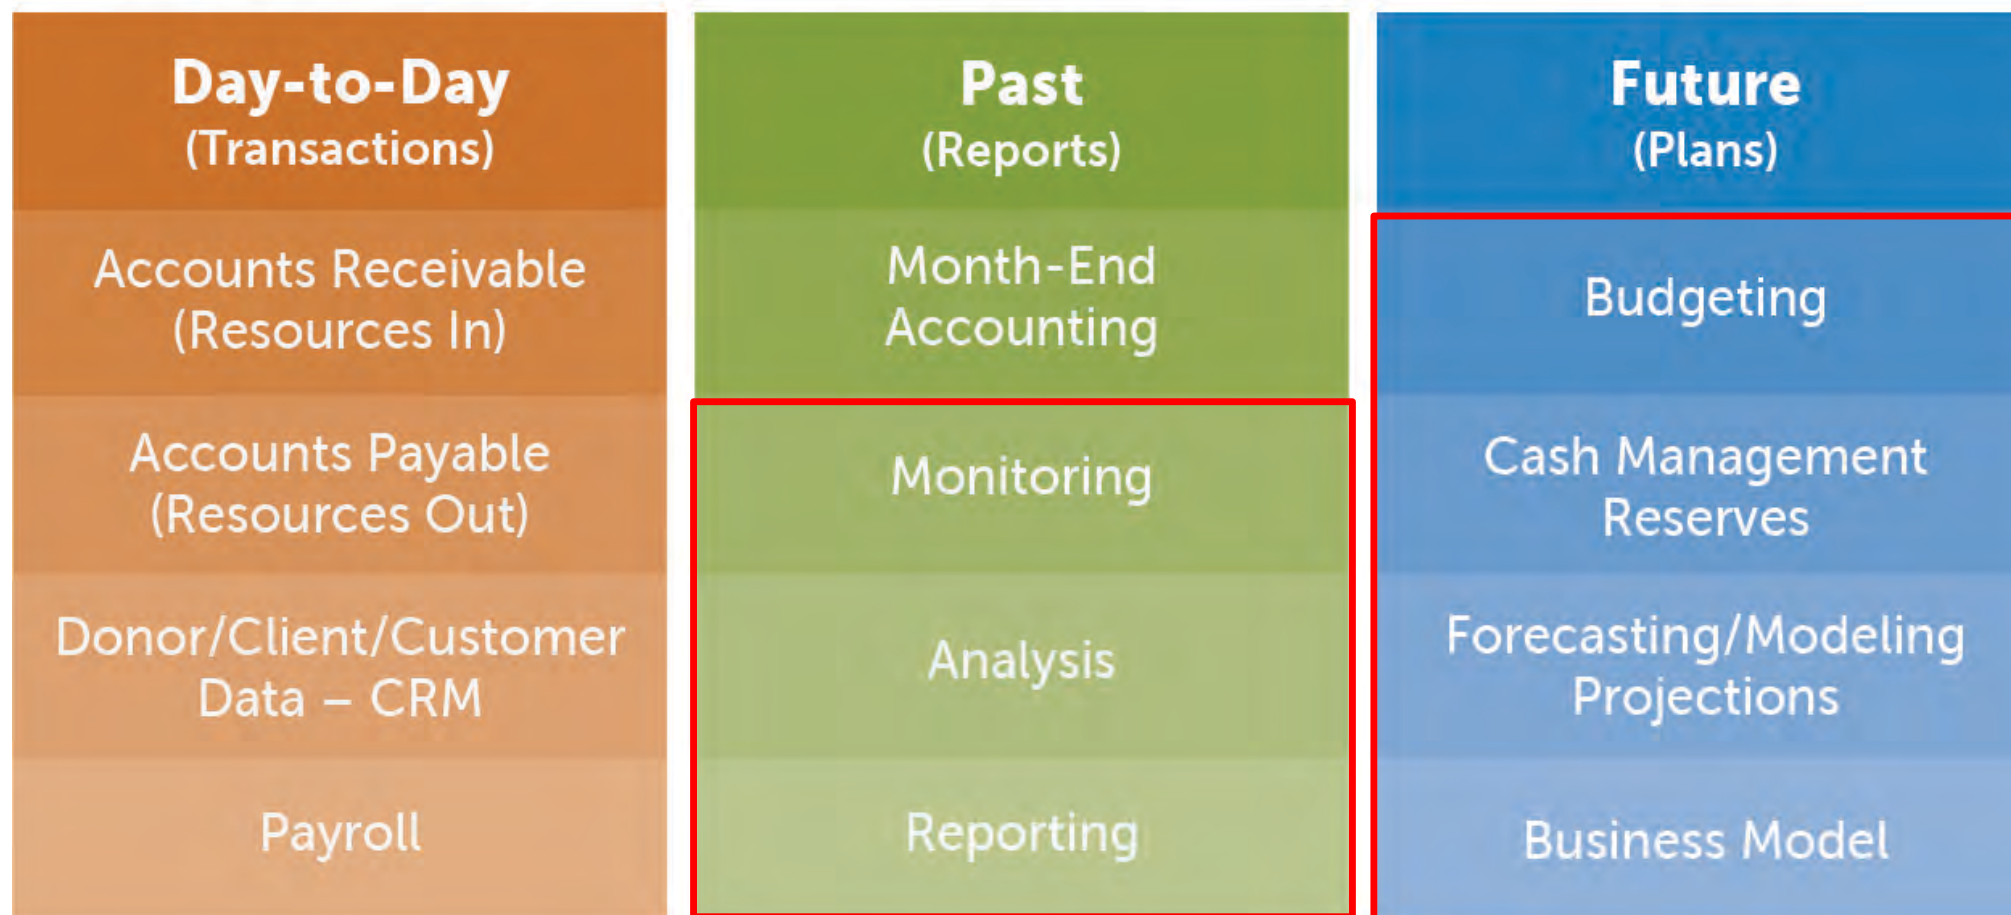 Day-to-Day
(Transactions)
Accounts Receivable
(Resources In)
Accounts Payable
(Resources Out)
Donor/Client/Customer
Data – CRM
Payroll
Past
(Reports)
Month-End
Accounting
Monitoring
Analysis
Reporting
Future
(Plans)
Budgeting
Cash Management
Reserves
Forecasting/Modeling
Projections
Business Model